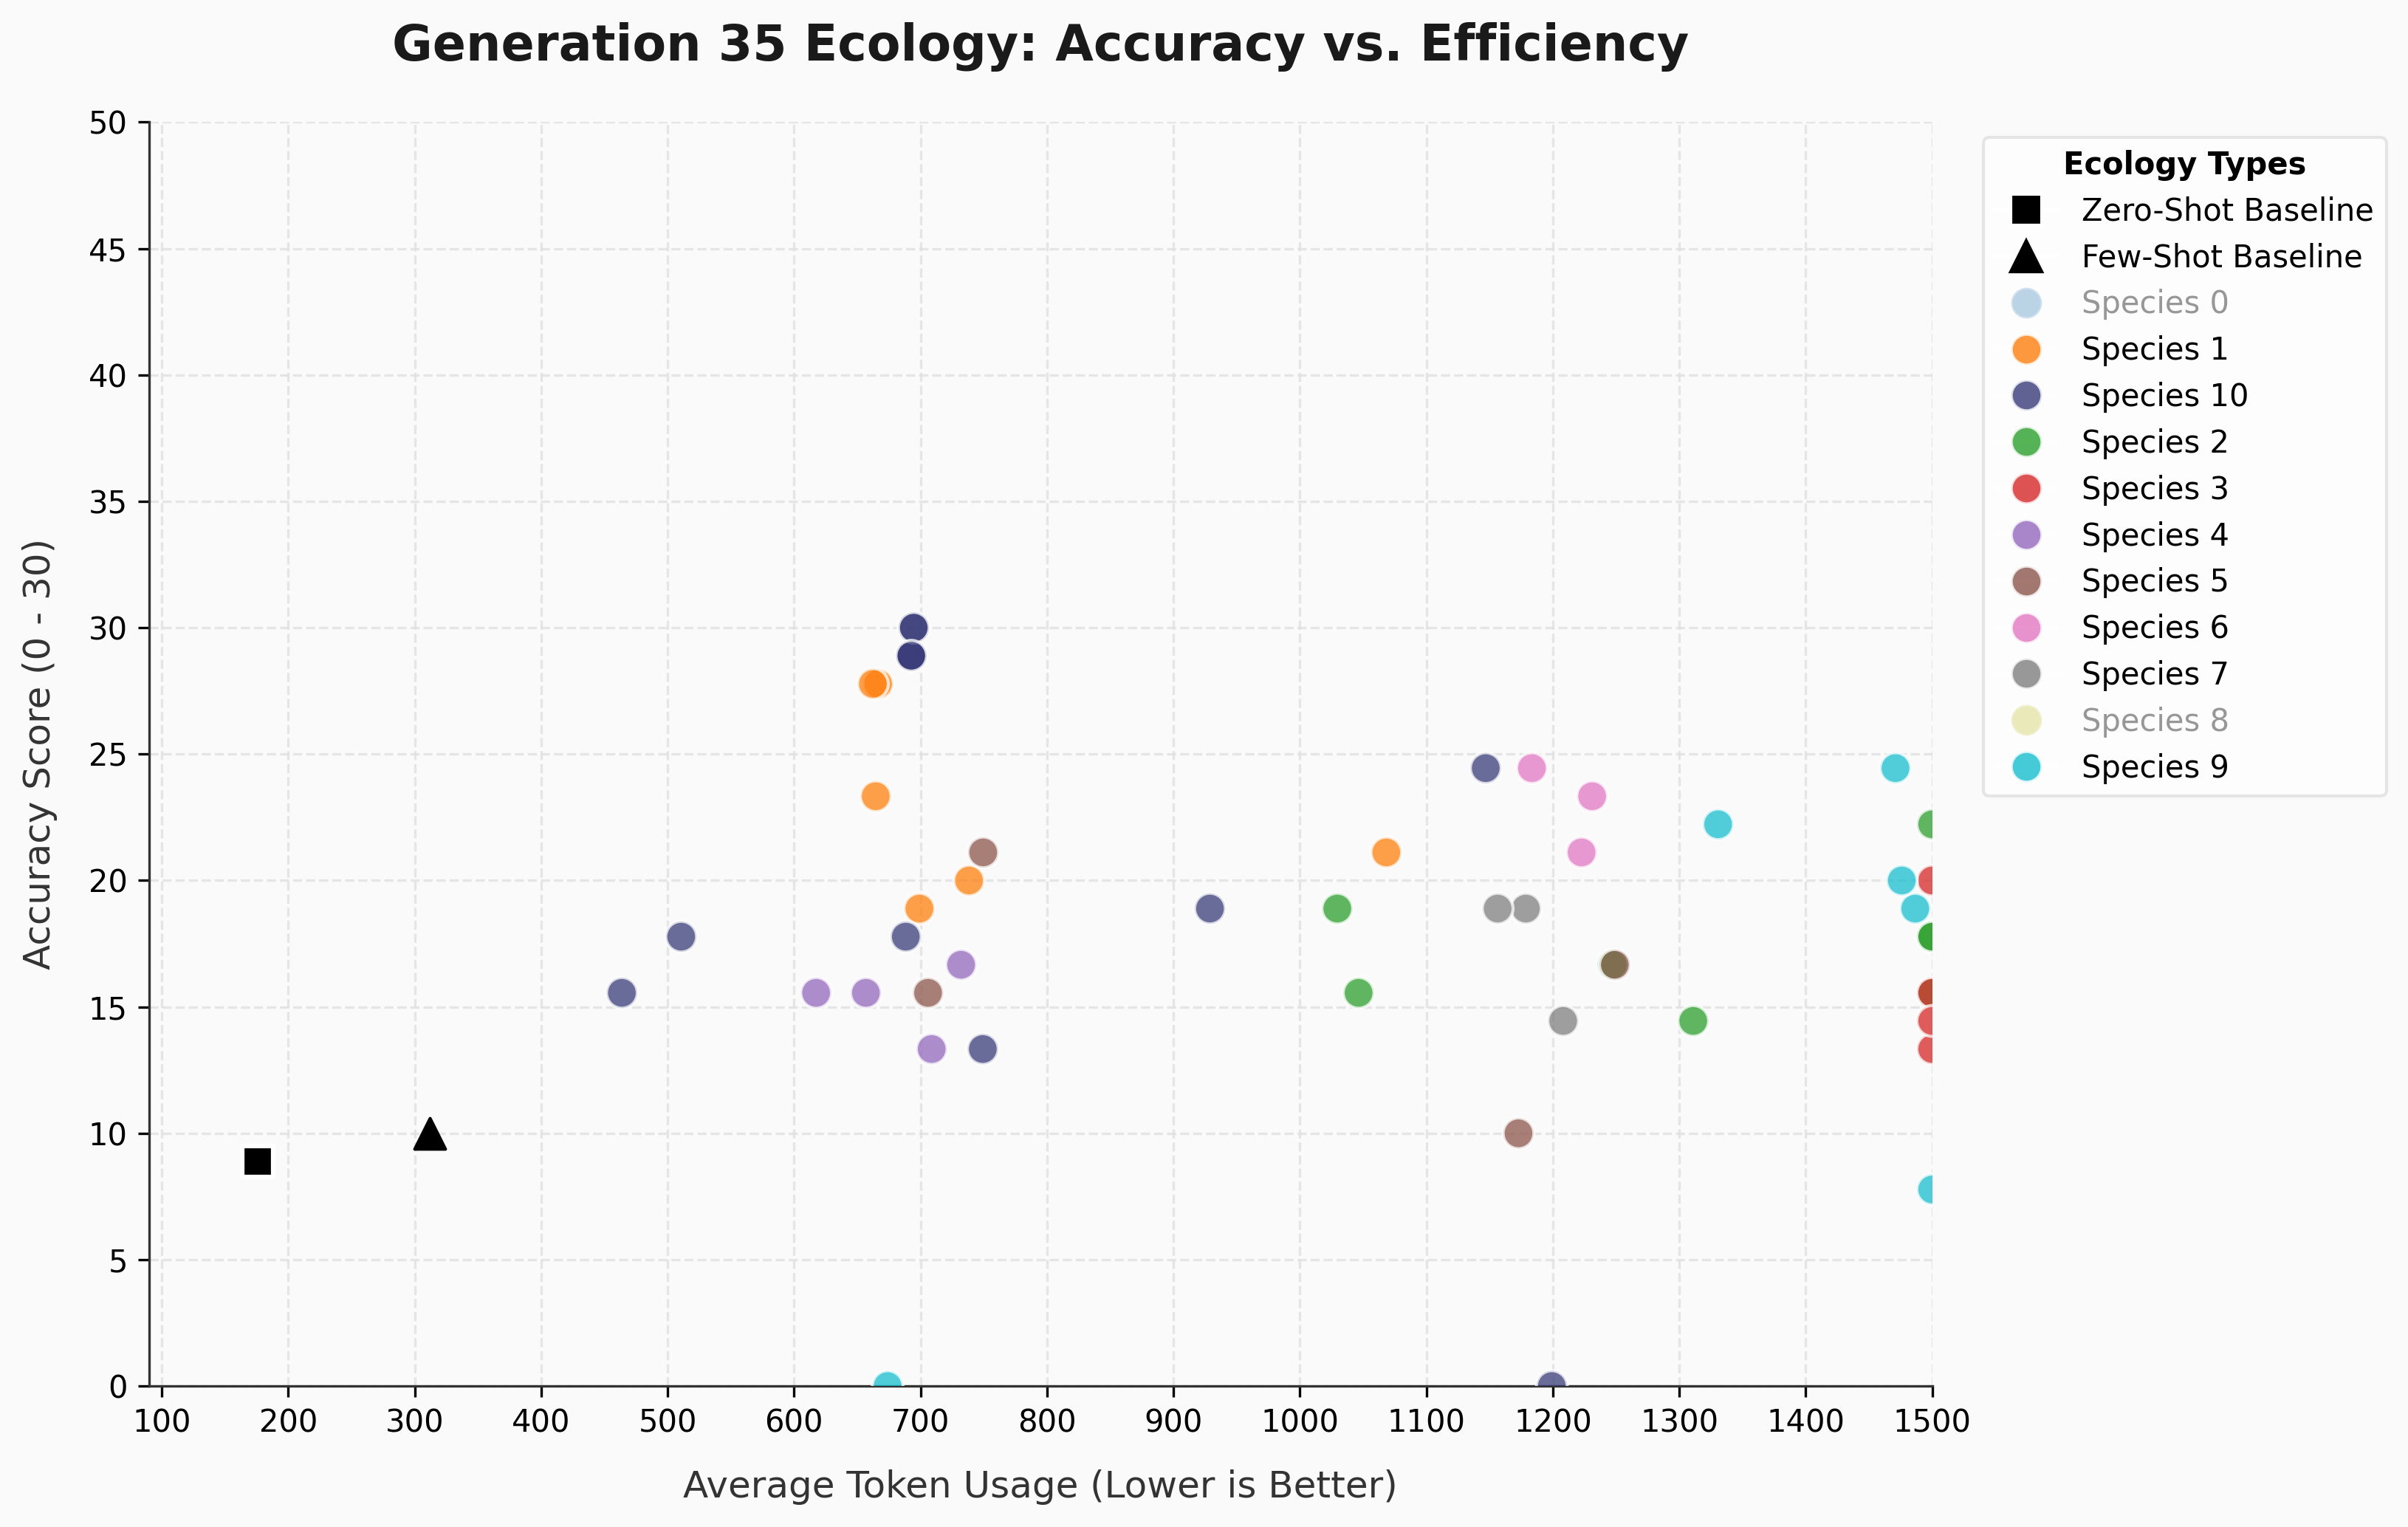 Generation 35 Ecology: Accuracy vs. Efficiency
50
45
40
35
30
25
20
15
10
5
0
Accuracy Score (0 - 30)
100 200 300 400 500 600 700 800 900 1000 1100 1200 1300 1400 1500
Average Token Usage (Lower is Better)
Ecology Types
Zero-Shot Baseline
Few-Shot Baseline
Species 0
Species 1
Species 10
Species 2
Species 3
Species 4
Species 5
Species 6
Species 7
Species 8
Species 9